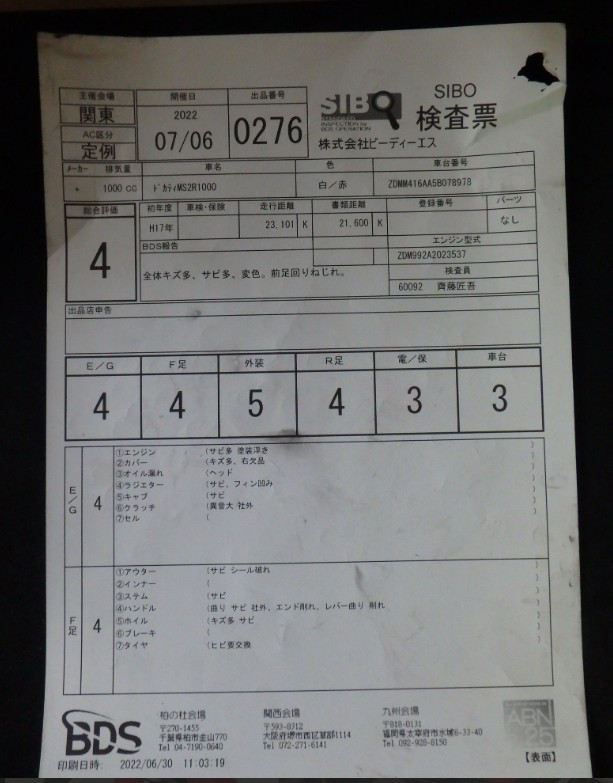 主催会場
関東
AC区分
定例
開催日
2022
07/06
出品番号
0276
SIBO
SIBO
検査票
株式会社ビーディーエス
メーカー 排気量 車名 色 車台番号
1000 CC ドカティMS2R1000 白／赤 ZDMM416AA5B078978
総合評価
4
初年度 車検・保険 走行距離 書類距離 登録番号 パーツ
H17年 23,101 K 21,600 K なし
BDS報告 エンジン型式
ZDM992A2023537
全体キズ多、サビ多、変色。前足回りねじれ。
検査員
60092 齊藤匠吾
出品店申告
E／G F足 外装 R足 電／保 車台
4 4 5 4 3 3
E／G
4
①エンジン (サビ多 塗装浮き )
②カバー (キズ多、右欠品 )
③オイル漏れ (ヘッド )
④ラジエター (サビ、フィン凹み )
⑤キャブ (サビ )
⑥クラッチ (異音大 社外 )
⑦セル ( )
F足
4
①アウター (サビ シール破れ )
②インナー ( )
③ステム (サビ )
④ハンドル (曲り サビ 社外、エンド削れ、レバー曲り 削れ )
⑤ホイル (キズ多 サビ )
⑥ブレーキ ( )
⑦タイヤ (ヒビ要交換 )
BDS
柏の杜会場
〒270-1455
千葉県柏市金山770
Tel 04-7190-0640
関西会場
〒593-8312
大阪府堺市西区草部1114
Tel 072-271-6141
九州会場
〒818-0131
福岡県太宰府市水城6-33-40
Tel 092-928-8150
ABN
25
印刷日時: 2022/06/30 11:03:19
【表面】